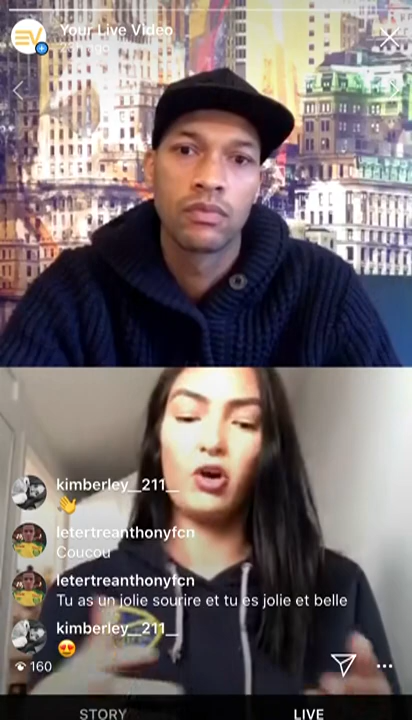 EV
Your Live Video
kimberley__211__
👋
letertreanthonyfcn
Coucou
letertreanthonyfcn
Tu as un jolie sourire et tu es jolie et belle
kimberley__211__
😍
160
STORY
LIVE